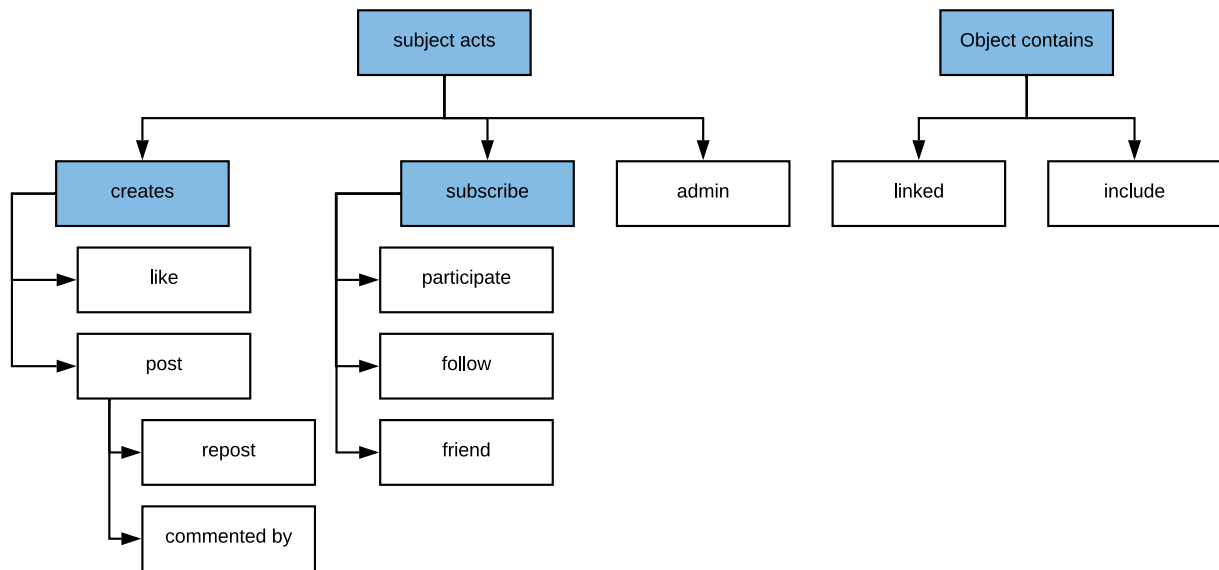 subject acts
Object contains
creates
subscribe
admin
linked
include
like
participate
post
follow
repost
friend
commented by